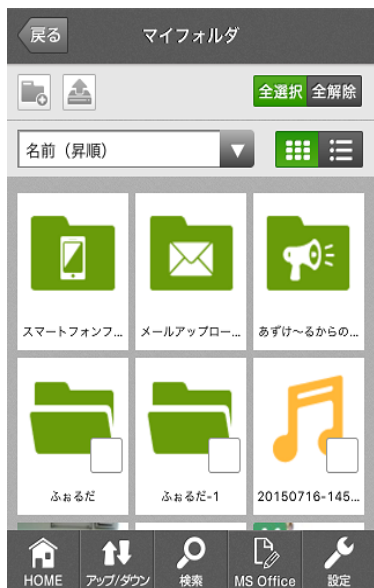 戻る
マイフォルダ
全選択 全解除
名前（昇順）
スマートフォンフ... メールアップロー... あずけ〜るからの...
ふぉるだ ふぉるだ-1 20150716-145...
HOME アップ/ダウン 検索 MS Office 設定